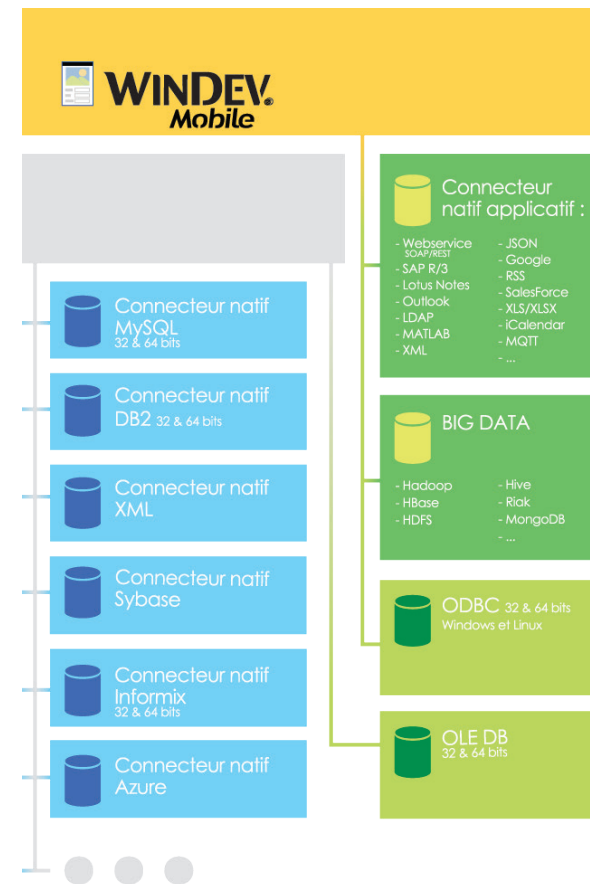 WINDEV
Mobile
Connecteur natif
MySQL
32 & 64 bits
Connecteur natif
DB2 32 & 64 bits
Connecteur natif
XML
Connecteur natif
Sybase
Connecteur natif
Informix
32 & 64 bits
Connecteur natif
Azure
Connecteur
natif applicatif :
- Webservice
SOAP/REST
- SAP R/3
- Lotus Notes
- Outlook
- LDAP
- MATLAB
- XML
- JSON
- Google
- RSS
- SalesForce
- XLS/XLSX
- iCalendar
- MQTT
- ...
BIG DATA
- Hadoop
- HBase
- HDFS
- Hive
- Riak
- MongoDB
- ...
ODBC 32 & 64 bits
Windows et Linux
OLE DB
32 & 64 bits